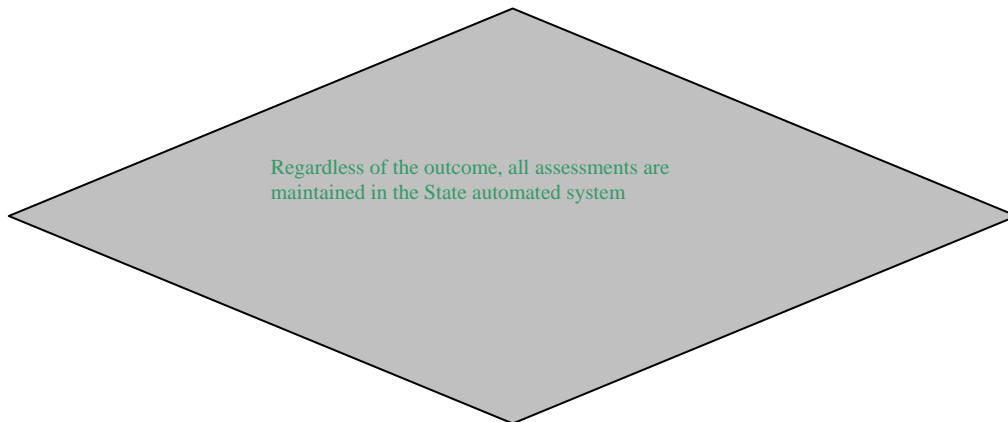 Regardless of the outcome, all assessments are
maintained in the State automated system